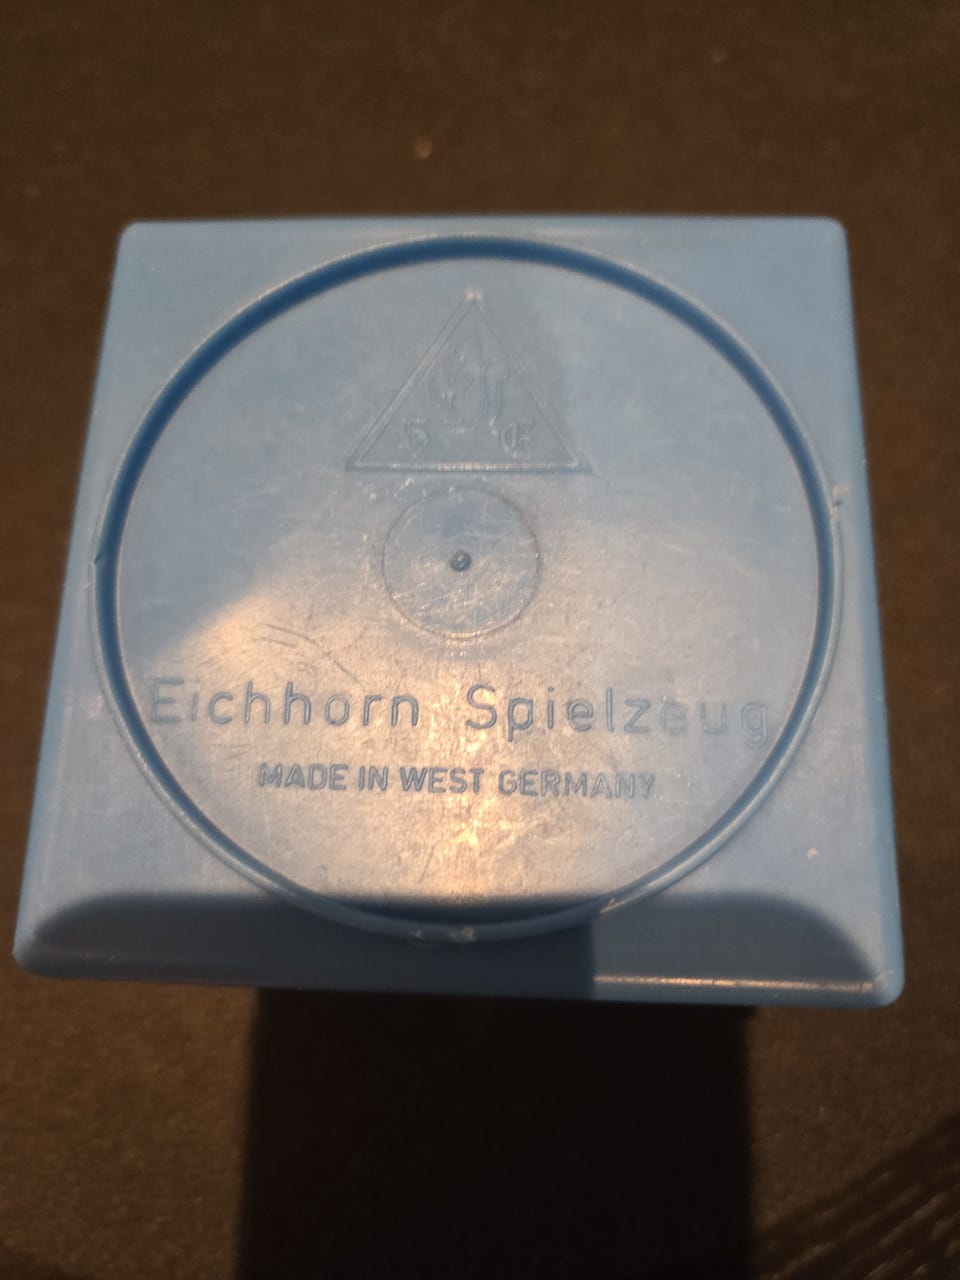 Eichhorn Spielzeug
MADE IN WEST GERMANY